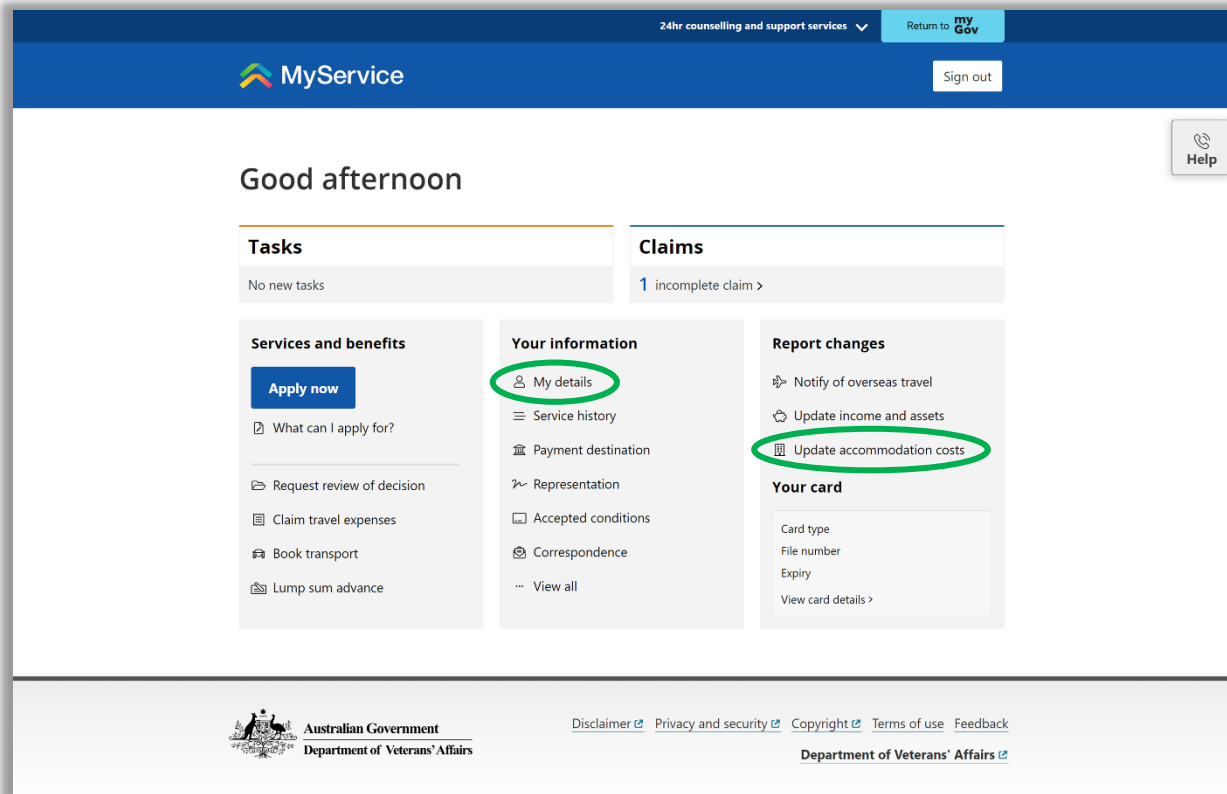 24hr counselling and support services
Return to my Gov
MyService
Sign out
Help
Good afternoon
Tasks
No new tasks
Claims
1 incomplete claim >
Services and benefits
Apply now
What can I apply for?
Request review of decision
Claim travel expenses
Book transport
Lump sum advance
Your information
My details
Service history
Payment destination
Representation
Accepted conditions
Correspondence
View all
Report changes
Notify of overseas travel
Update income and assets
Update accommodation costs
Your card
Card type
File number
Expiry
View card details >
Australian Government
Department of Veterans' Affairs
Disclaimer Privacy and security Copyright Terms of use Feedback
Department of Veterans' Affairs